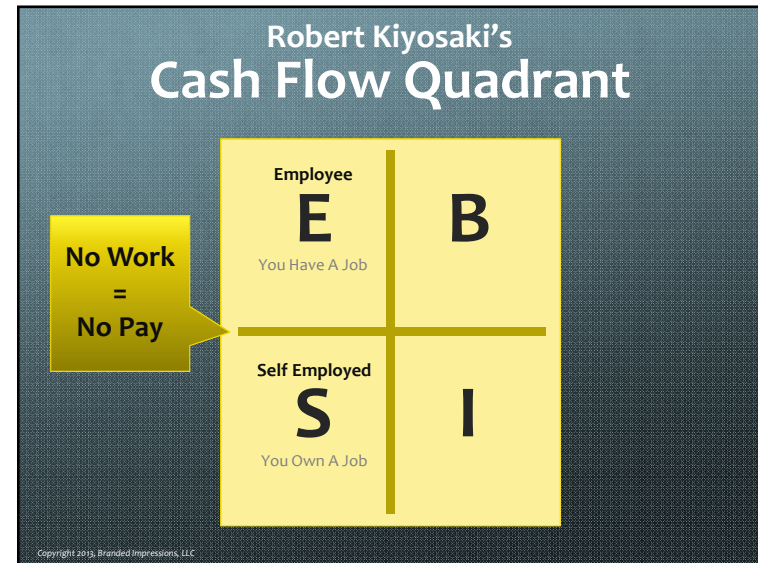 Robert Kiyosaki's
Cash Flow Quadrant
Employee
E
You Have A Job
B
No Work
=
No Pay
Self Employed
S
You Own A Job
I
Copyright 2013, Branded Impressions, LLC